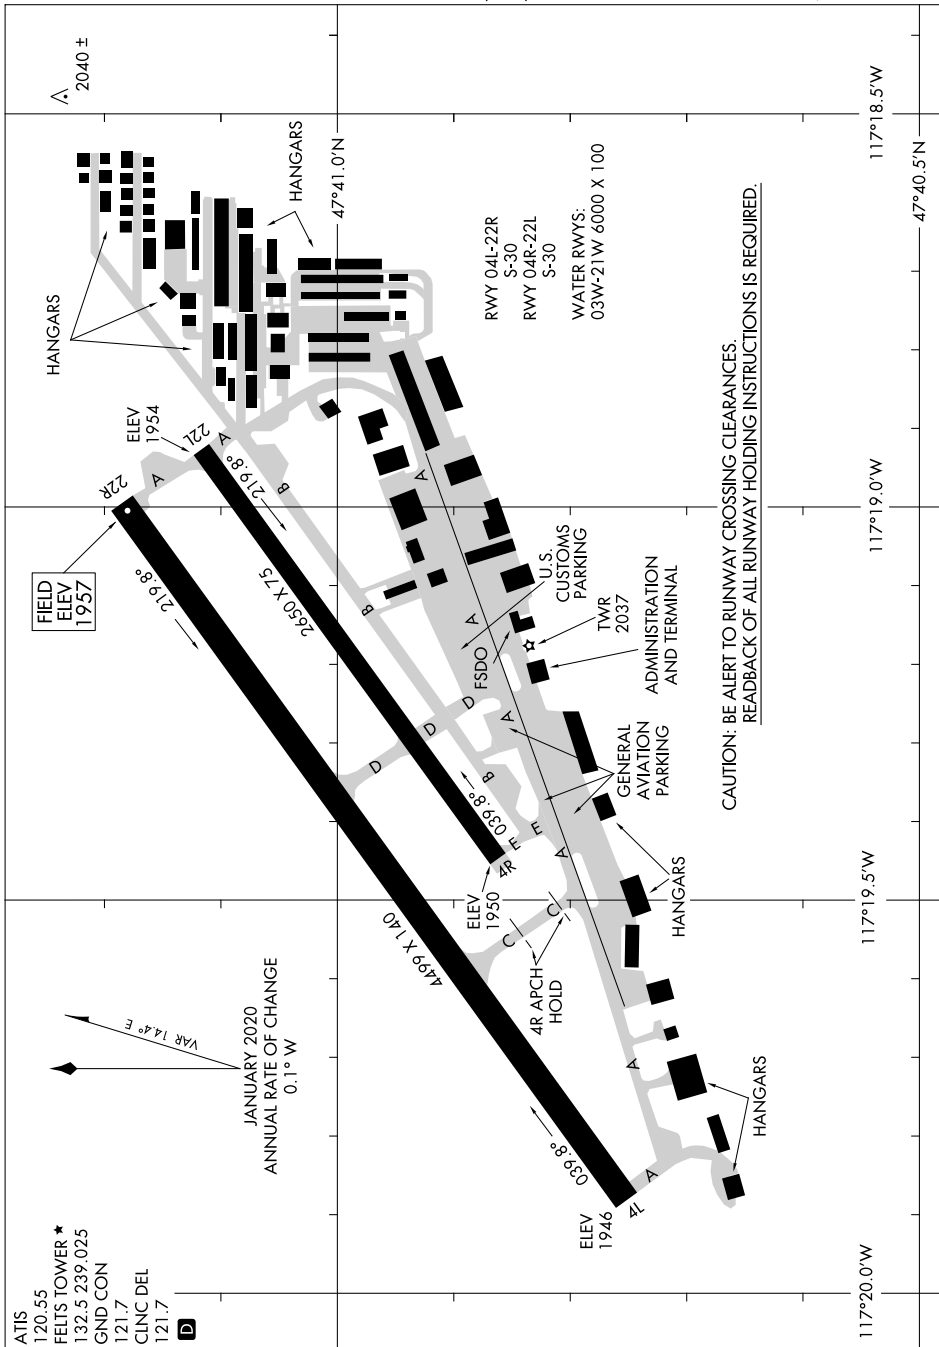 ATIS
120.55
FELTS TOWER ★
132.5 239.025
GND CON
121.7
CLNC DEL
121.7
D
JANUARY 2020
ANNUAL RATE OF CHANGE
0.1° W
VAR 14.4° E
2040 ±
HANGARS
HANGARS
47°41.0'N
117°18.5'W
47°40.5'N
117°19.0'W
117°19.5'W
117°20.0'W
FIELD
ELEV
1957
22R
219.8°
A
ELEV
1954
22L
A
219.8°
B
2650 X 75
B
4499 X 140
D
D
D
B
039.8°
4R
ELEV
1950
E
E
C
C
4R APCH
HOLD
039.8°
4L
ELEV
1946
A
A
A
A
A
A
U.S.
CUSTOMS
PARKING
FSDO
TWR
2037
ADMINISTRATION
AND TERMINAL
GENERAL
AVIATION
PARKING
HANGARS
HANGARS
RWY 04L-22R
S-30
RWY 04R-22L
S-30
WATER RWYS:
03W-21W 6000 X 100
CAUTION: BE ALERT TO RUNWAY CROSSING CLEARANCES.
READBACK OF ALL RUNWAY HOLDING INSTRUCTIONS IS REQUIRED.